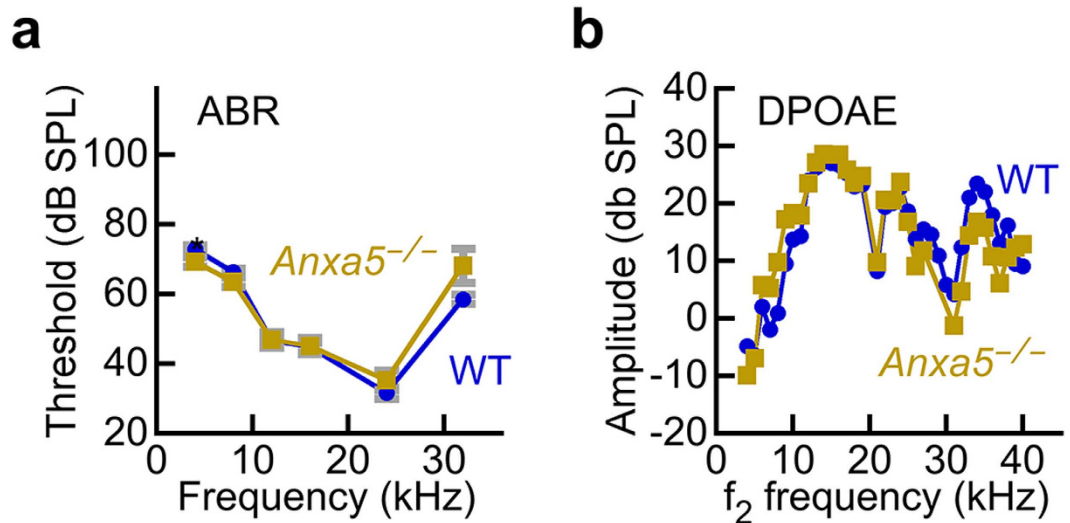 a
ABR
Threshold (dB SPL)
100
80
60
40
20
*
Anxa5−/−
WT
0
10
20
30
Frequency (kHz)
b
DPOAE
Amplitude (db SPL)
40
30
20
10
0
-10
-20
WT
Anxa5−/−
0
10
20
30
40
f2 frequency (kHz)